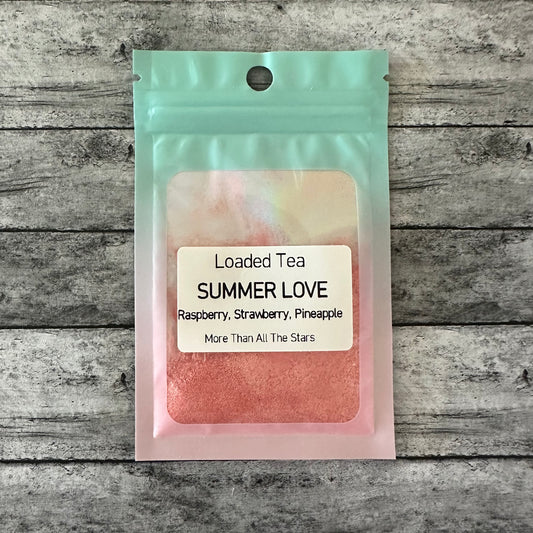 Loaded Tea
SUMMER LOVE
Raspberry, Strawberry, Pineapple
More Than All The Stars